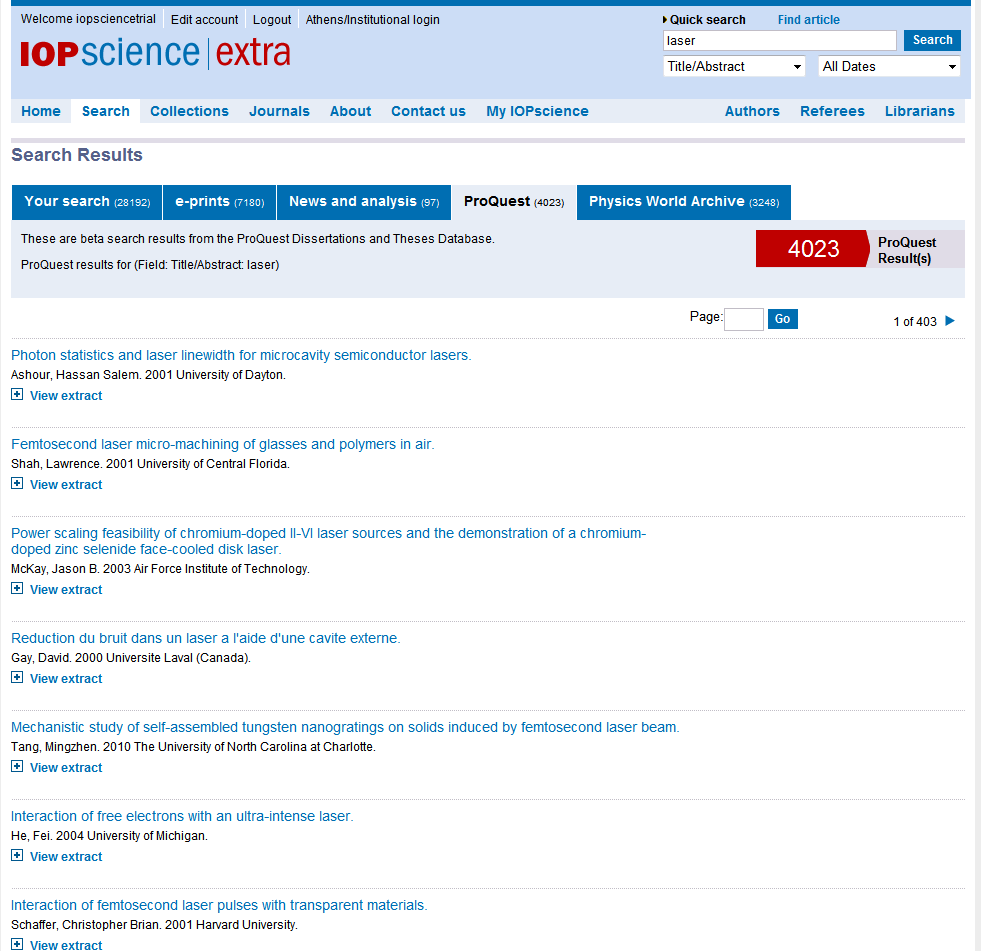 Welcome iopsciencetrial Edit account Logout Athens/Institutional login
Quick search Find article
IOPscience extra
laser Search
Title/Abstract All Dates
Home Search Collections Journals About Contact us My IOPscience Authors Referees Librarians
Search Results
Your search (28192) e-prints (7180) News and analysis (97) ProQuest (4023) Physics World Archive (3248)
These are beta search results from the ProQuest Dissertations and Theses Database.
ProQuest results for (Field: Title/Abstract: laser)
4023 ProQuest
Result(s)
Page: Go 1 of 403
Photon statistics and laser linewidth for microcavity semiconductor lasers.
Ashour, Hassan Salem. 2001 University of Dayton.
View extract
Femtosecond laser micro-machining of glasses and polymers in air.
Shah, Lawrence. 2001 University of Central Florida.
View extract
Power scaling feasibility of chromium-doped II-VI laser sources and the demonstration of a chromium-
doped zinc selenide face-cooled disk laser.
McKay, Jason B. 2003 Air Force Institute of Technology.
View extract
Reduction du bruit dans un laser a l'aide d'une cavite externe.
Gay, David. 2000 Universite Laval (Canada).
View extract
Mechanistic study of self-assembled tungsten nanogratings on solids induced by femtosecond laser beam.
Tang, Mingzhen. 2010 The University of North Carolina at Charlotte.
View extract
Interaction of free electrons with an ultra-intense laser.
He, Fei. 2004 University of Michigan.
View extract
Interaction of femtosecond laser pulses with transparent materials.
Schaffer, Christopher Brian. 2001 Harvard University.
View extract